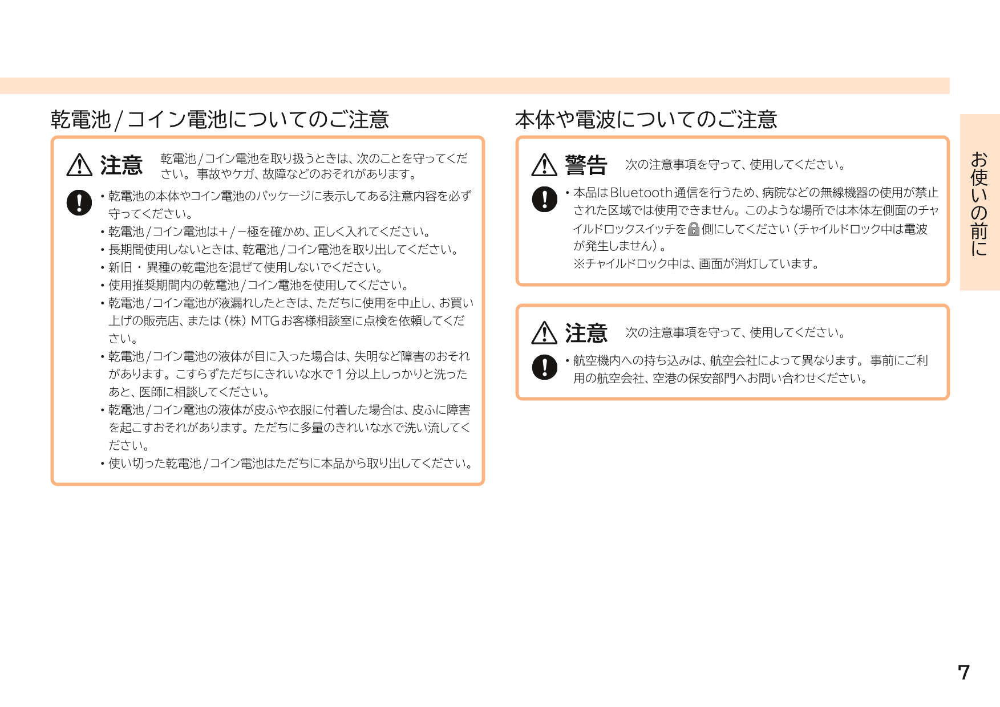 乾電池/コイン電池についてのご注意
注意
乾電池/コイン電池を取り扱うときは、次のことを守ってくだ
さい。事故やケガ、故障などのおそれがあります。
・乾電池の本体やコイン電池のパッケージに表示してある注意内容を必ず
守ってください。
・乾電池/コイン電池は＋/－極を確かめ、正しく入れてください。
・長期間使用しないときは、乾電池/コイン電池を取り出してください。
・新旧・異種の乾電池を混ぜて使用しないでください。
・使用推奨期間内の乾電池/コイン電池を使用してください。
・乾電池/コイン電池が液漏れしたときは、ただちに使用を中止し、お買い
上げの販売店、または（株）MTGお客様相談室に点検を依頼してくだ
さい。
・乾電池/コイン電池の液体が目に入った場合は、失明など障害のおそれ
があります。こすらずただちにきれいな水で1分以上しっかりと洗った
あと、医師に相談してください。
・乾電池/コイン電池の液体が皮ふや衣服に付着した場合は、皮ふに障害
を起こすおそれがあります。ただちに多量のきれいな水で洗い流してく
ださい。
・使い切った乾電池/コイン電池はただちに本品から取り出してください。
本体や電波についてのご注意
警告
次の注意事項を守って、使用してください。
・本品はBluetooth通信を行うため、病院などの無線機器の使用が禁止
された区域では使用できません。このような場所では本体左側面のチャ
イルドロックスイッチを側にしてください（チャイルドロック中は電波
が発生しません）。
※チャイルドロック中は、画面が消灯しています。
注意
次の注意事項を守って、使用してください。
・航空機内への持ち込みは、航空会社によって異なります。事前にご利
用の航空会社、空港の保安部門へお問い合わせください。
お使いの前に
7